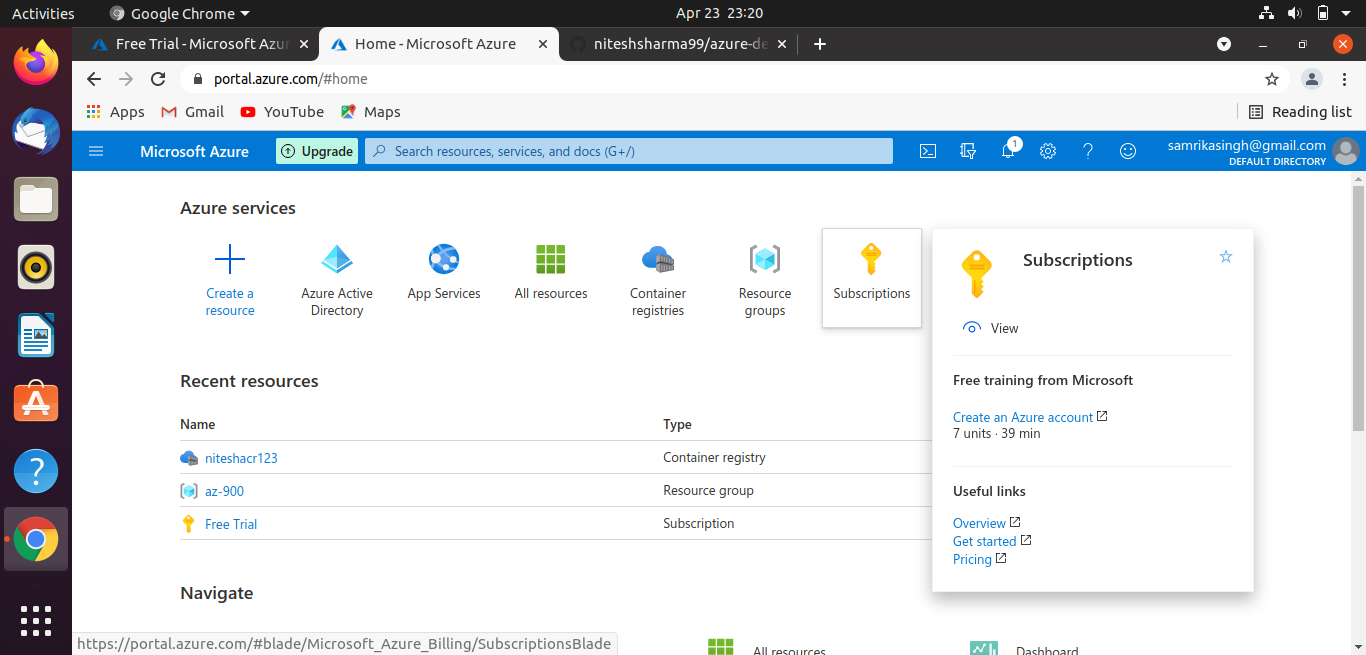 Activities
Google Chrome
Apr 23 23:20
Free Trial - Microsoft Azur
Home - Microsoft Azure
niteshsharma99/azure-de
portal.azure.com/#home
Apps
Gmail
YouTube
Maps
Reading list
Microsoft Azure
Upgrade
Search resources, services, and docs (G+/)
1
samrikasingh@gmail.com
DEFAULT DIRECTORY
Azure services
Create a
resource
Azure Active
Directory
App Services
All resources
Container
registries
Resource
groups
Subscriptions
Subscriptions
View
Free training from Microsoft
Create an Azure account
7 units · 39 min
Useful links
Overview
Get started
Pricing
Recent resources
Name Type
niteshacr123 Container registry
az-900 Resource group
Free Trial Subscription
Navigate
All resources
Dashboard
https://portal.azure.com/#blade/Microsoft_Azure_Billing/SubscriptionsBlade